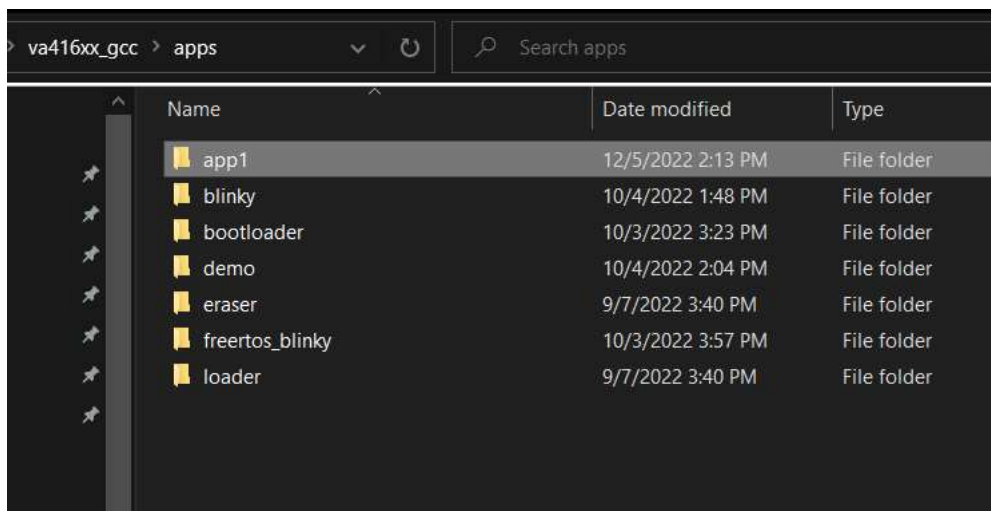 va416xx_gcc > apps Search apps
Name Date modified Type
app1 12/5/2022 2:13 PM File folder
blinky 10/4/2022 1:48 PM File folder
bootloader 10/3/2022 3:23 PM File folder
demo 10/4/2022 2:04 PM File folder
eraser 9/7/2022 3:40 PM File folder
freertos_blinky 10/3/2022 3:57 PM File folder
loader 9/7/2022 3:40 PM File folder